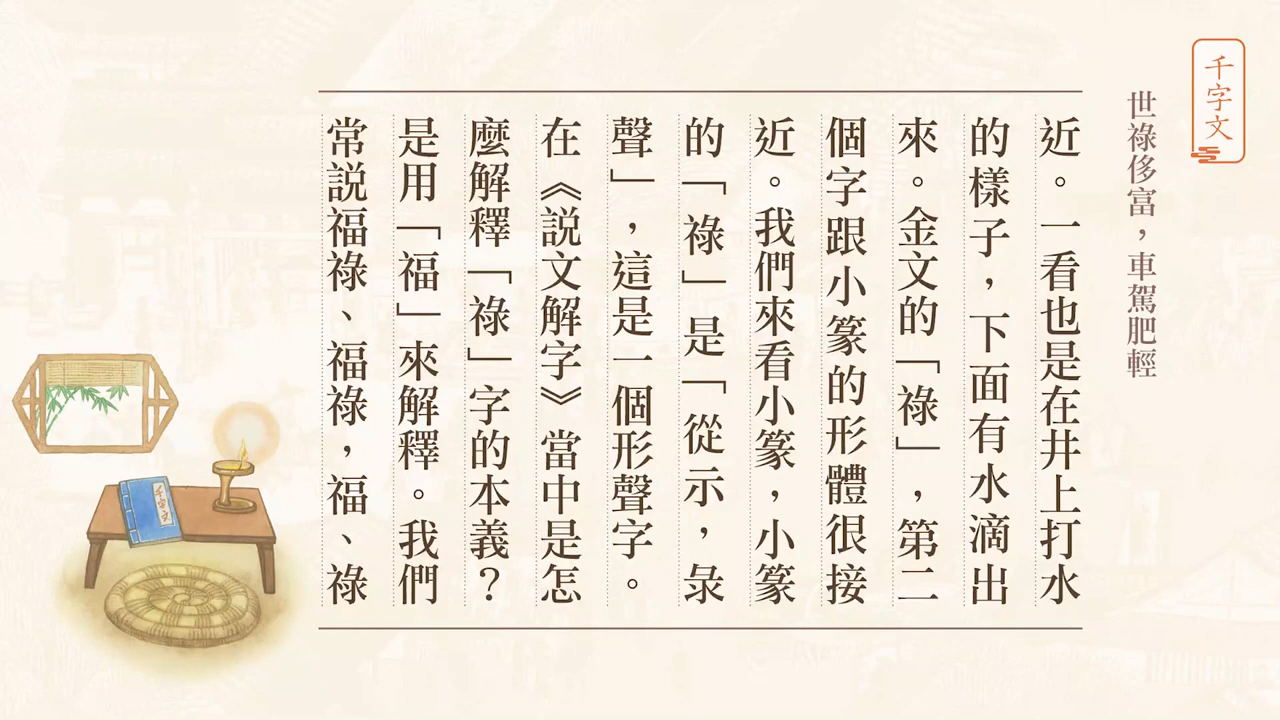 千字文
世祿侈富，車駕肥輕
近。一看也是在井上打水
的樣子，下面有水滴出
來。金文的「祿」，第二
個字跟小篆的形體很接
近。我們來看小篆，小篆
的「祿」是「從示，彔
聲」，這是一個形聲字。
在《説文解字》當中是怎
麼解釋「祿」字的本義？
是用「福」來解釋。我們
常説福祿、福祿，福、祿
千字文